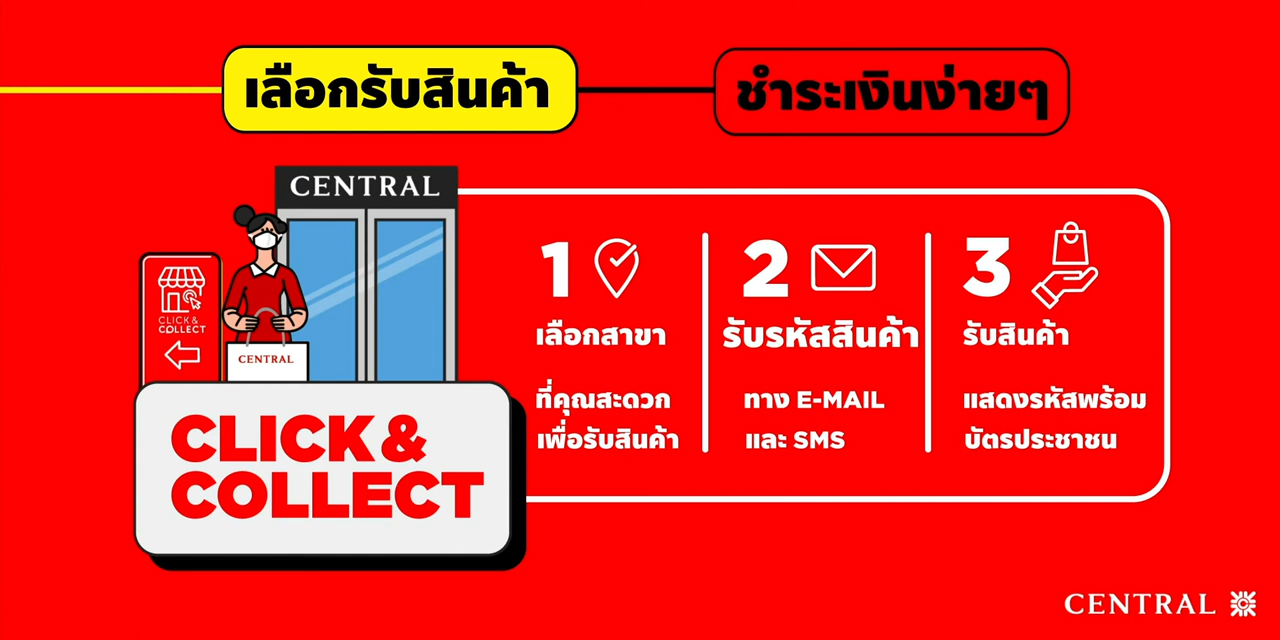 เลือกรับสินค้า
ชำระเงินง่ายๆ
CENTRAL
CLICK &
COLLECT
CENTRAL
CLICK &
COLLECT
1
เลือกสาขา
ที่คุณสะดวก
เพื่อรับสินค้า
2
รับรหัสสินค้า
ทาง E-MAIL
และ SMS
3
รับสินค้า
แสดงรหัสพร้อม
บัตรประชาชน
CENTRAL